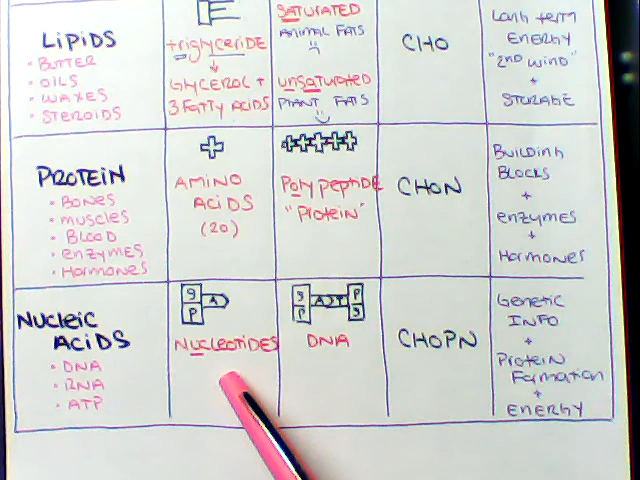 LIPIDS
• BUTTER
• OILS
• WAXES
• STEROIDS
triglyceride
GLYCEROL +
3 FATTY ACIDS
SATURATED
ANIMAL FATS
unsaturated
PLANT FATS
CHO
Long term
ENERGY
"2nd WIND"
+
STORAGE
PROTEIN
• BONES
• muscles
• BLOOD
• enzymes
• HORMONES
AMINO
ACIDS
(20)
Polypeptide
"Protein"
CHON
Building
BLOCKS
+
enzymes
+
Hormones
NUCLEIC
ACIDS
• DNA
• RNA
• ATP
S
P
A
NUCLEOTIDES
S P
A T
P S
DNA
CHOPN
Genetic
INFO
+
PROTEIN
Formation
+
ENERGY